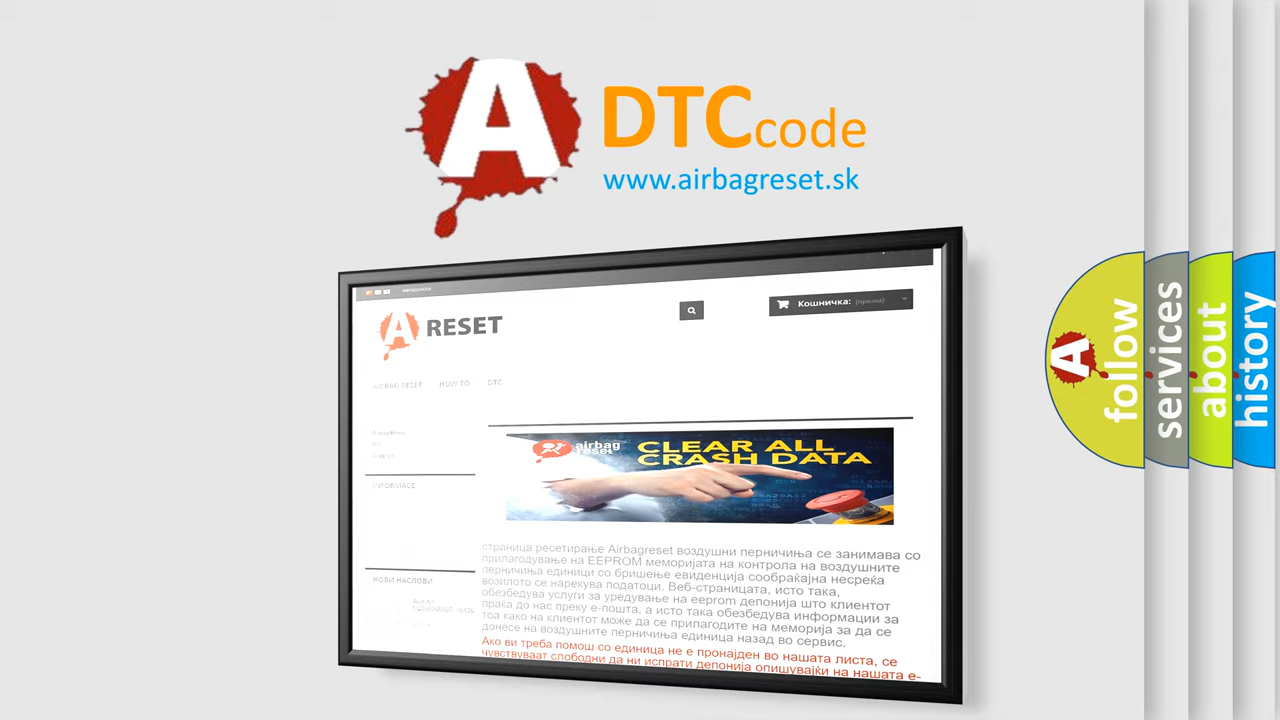 A
DTCcode
www.airbagreset.sk
A RESET
Кошничка: (празна)
AIRBAG RESET HOW TO DTC
INFORMACE
НОВИ НАСЛОВИ
airbag
reset
CLEAR ALL
CRASH DATA
страница ресетирање Airbagreset воздушни перничиња се занимава со
прилагодување на EEPROM меморијата на контрола на воздушните
перничиња единици со бришење евиденција сообраќајна несреќа
возилото се нарекува податоци. Веб-страницата, исто така,
обезбедува услуги за уредување на eeprom депонија што клиентот
праќа до нас преку е-пошта, а исто така обезбедува информации за
тоа како на клиентот може да се прилагодите на меморија за да се
донесе на воздушните перничиња единица назад во сервис.
Ако ви треба помош со единица не е пронајден во нашата листа, се
чувствуваат слободни да ни испрати депонија опишувајќи на нашата е-
A follow
services
about
history